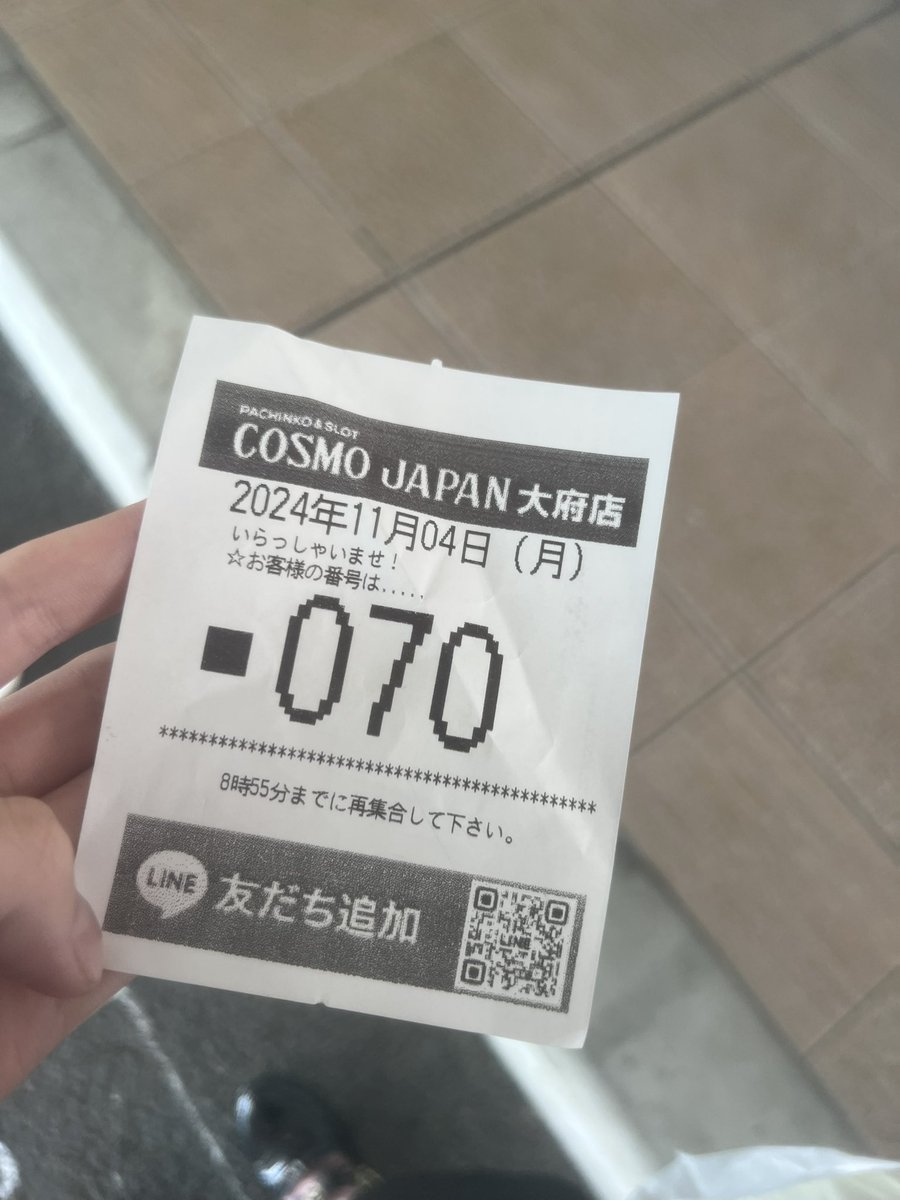 PACHINKO & SLOT
COSMO JAPAN 大府店
2024年11月04日（月）
いらっしゃいませ！
☆お客様の番号は.....
■070
****************************************
8時55分までに再集合して下さい。
LINE 友だち追加
LINE